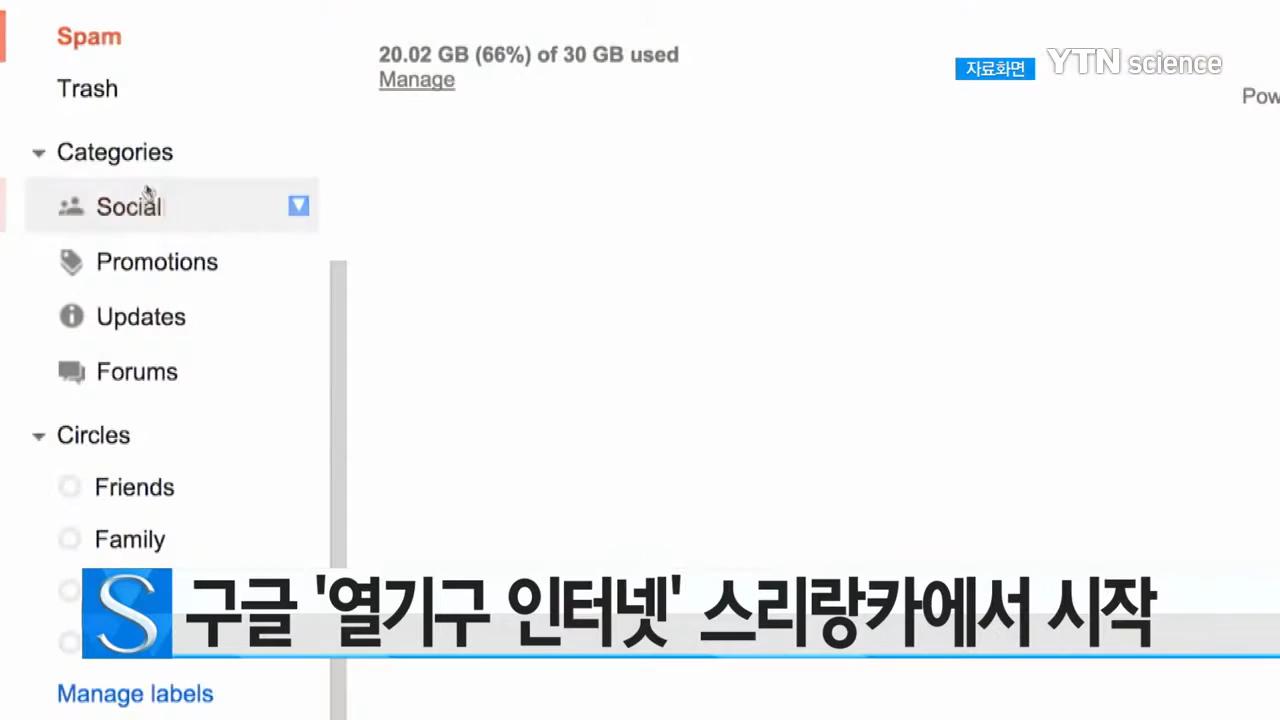 Spam
20.02 GB (66%) of 30 GB used
자료화면
YTN science
Trash
Manage
Categories
Social
Promotions
Updates
Forums
Circles
Friends
Family
S 구글 '열기구 인터넷' 스리랑카에서 시작
Manage labels